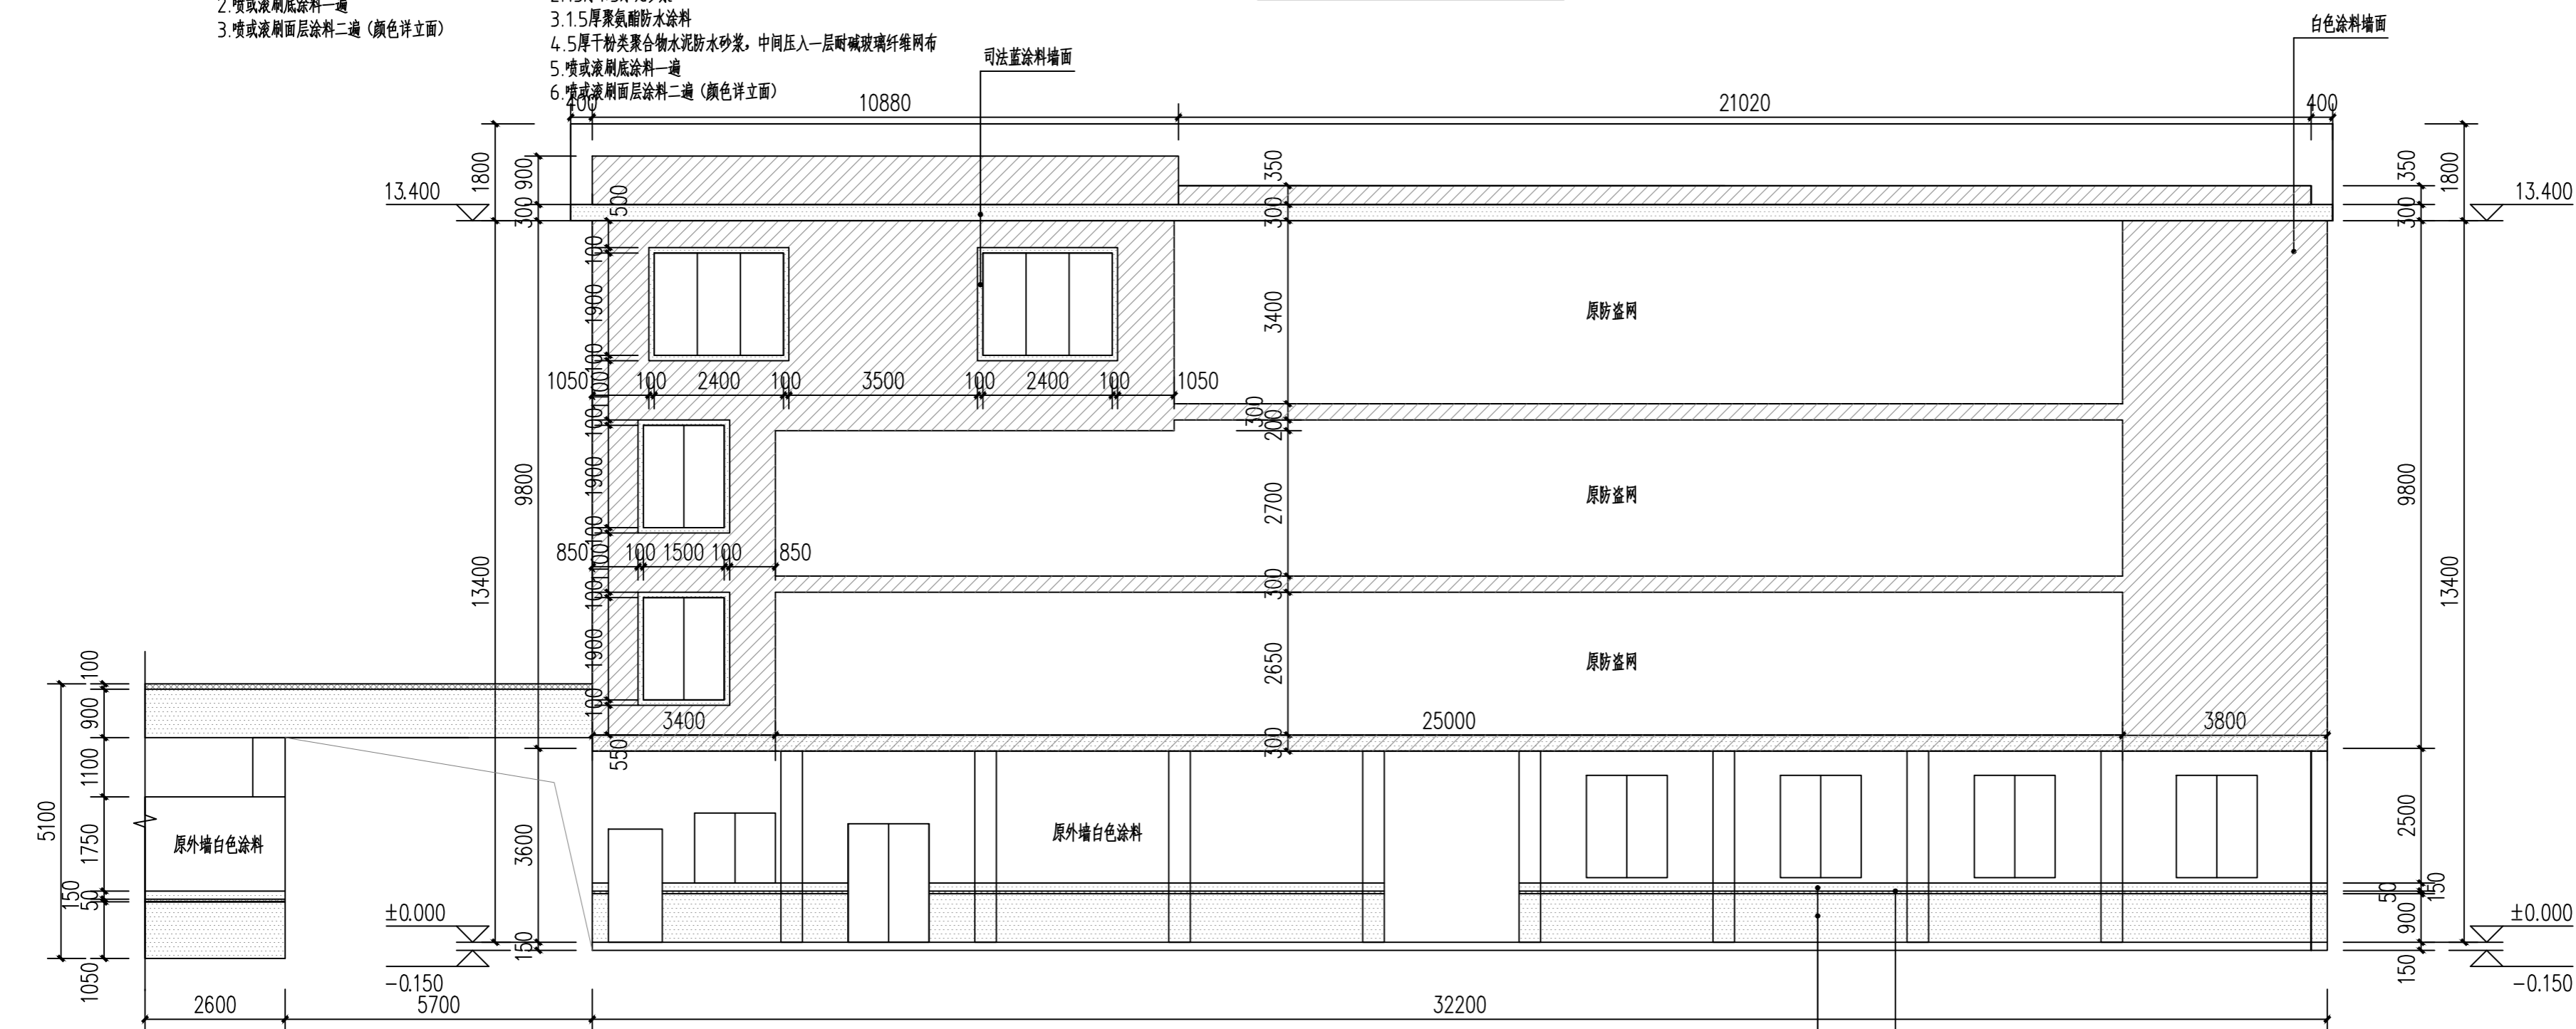 2.喷或滚刷底涂料一遍
3.喷或滚刷面层涂料二遍（颜色详立面）
3.1.5厚聚氨酯防水涂料
4.5厚干粉类聚合物水泥防水砂浆，中间压入一层耐碱玻璃纤维网布
5.喷或滚刷底涂料一遍
6.喷或滚刷面层涂料二遍（颜色详立面）
司法蓝涂料墙面
白色涂料墙面
400 10880 21020 400
1800 900 300 500 350 300 350 300 1800
13.400 13.400
100 1900 100 3400
原防盗网
1050 100 2400 100 3500 100 2400 100 1050
1100
300 200
100 1900 100
9800 2700 9800
原防盗网
850 100 1500 100 850
1100
300
13400 13400
100 1900 100 2650
原防盗网
3400 25000 3800
550 300
100 900 1100 1750 150 50 1050
5100
原外墙白色涂料
原外墙白色涂料
3600 150
2500 150 50 900 150
±0.000 ±0.000
-0.150 -0.150
2600 5700 32200